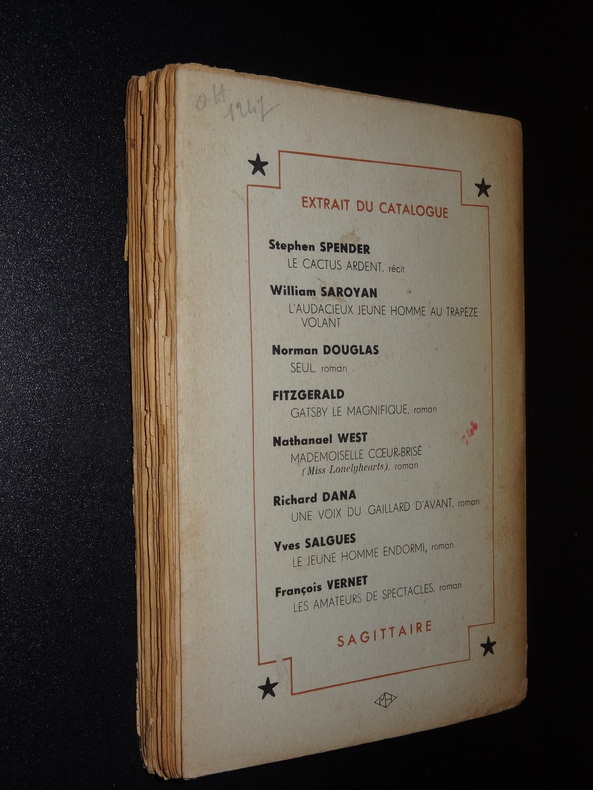 1947
EXTRAIT DU CATALOGUE
Stephen SPENDER
LE CACTUS ARDENT, récit
William SAROYAN
L'AUDACIEUX JEUNE HOMME AU TRAPÈZE
VOLANT
Norman DOUGLAS
SEUL, roman
FITZGERALD
GATSBY LE MAGNIFIQUE, roman
Nathanael WEST
MADEMOISELLE CŒUR-BRISÉ
(Miss Lonelyhearts), roman
Richard DANA
UNE VOIX DU GAILLARD D'AVANT, roman
Yves SALGUES
LE JEUNE HOMME ENDORMI, roman
François VERNET
LES AMATEURS DE SPECTACLES, roman
SAGITTAIRE